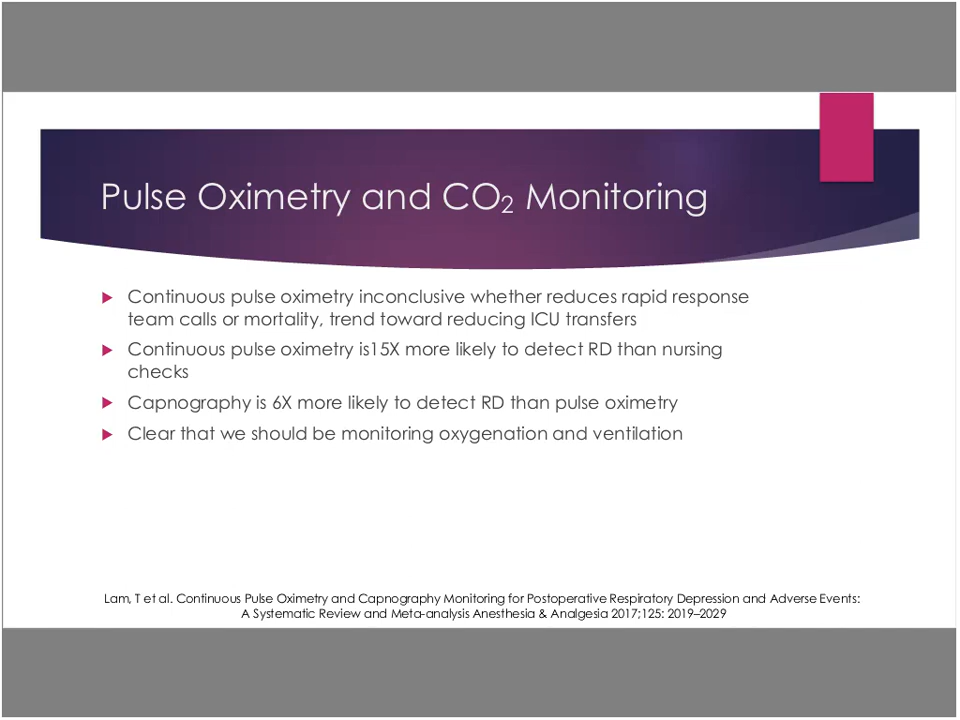 Pulse Oximetry and CO₂ Monitoring
Continuous pulse oximetry inconclusive whether reduces rapid response
team calls or mortality, trend toward reducing ICU transfers
Continuous pulse oximetry is15X more likely to detect RD than nursing
checks
Capnography is 6X more likely to detect RD than pulse oximetry
Clear that we should be monitoring oxygenation and ventilation
Lam, T et al. Continuous Pulse Oximetry and Capnography Monitoring for Postoperative Respiratory Depression and Adverse Events:
A Systematic Review and Meta-analysis Anesthesia & Analgesia 2017;125: 2019–2029